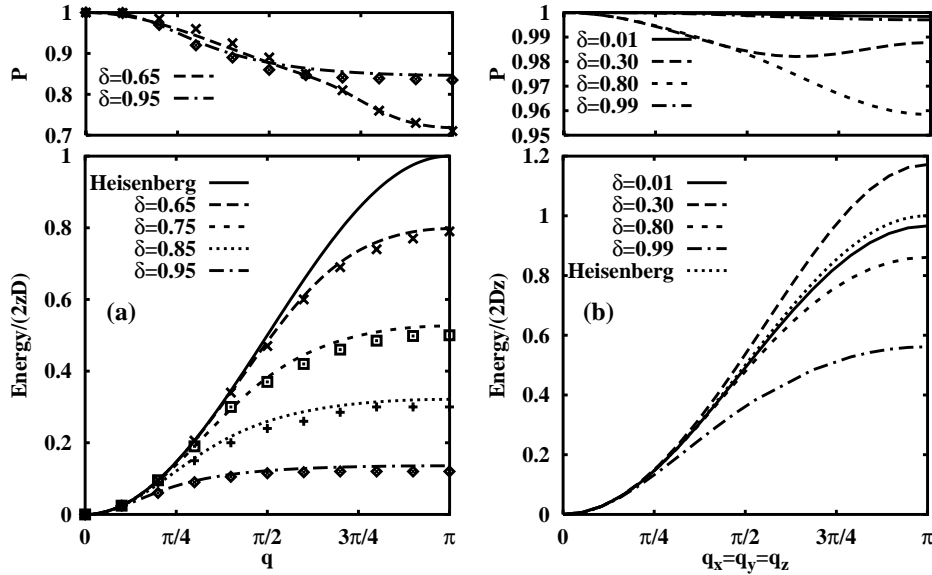 1
0.9
0.8
0.7
P
δ=0.65
δ=0.95
1
0.99
0.98
0.97
0.96
0.95
P
δ=0.01
δ=0.30
δ=0.80
δ=0.99
1
0.8
0.6
0.4
0.2
0
Energy/(2zD)
Heisenberg
δ=0.65
δ=0.75
δ=0.85
δ=0.95
(a)
0
π/4
π/2
3π/4
π
q
1.2
1
0.8
0.6
0.4
0.2
0
Energy/(2Dz)
δ=0.01
δ=0.30
δ=0.80
δ=0.99
Heisenberg
(b)
0
π/4
π/2
3π/4
π
qx=qy=qz